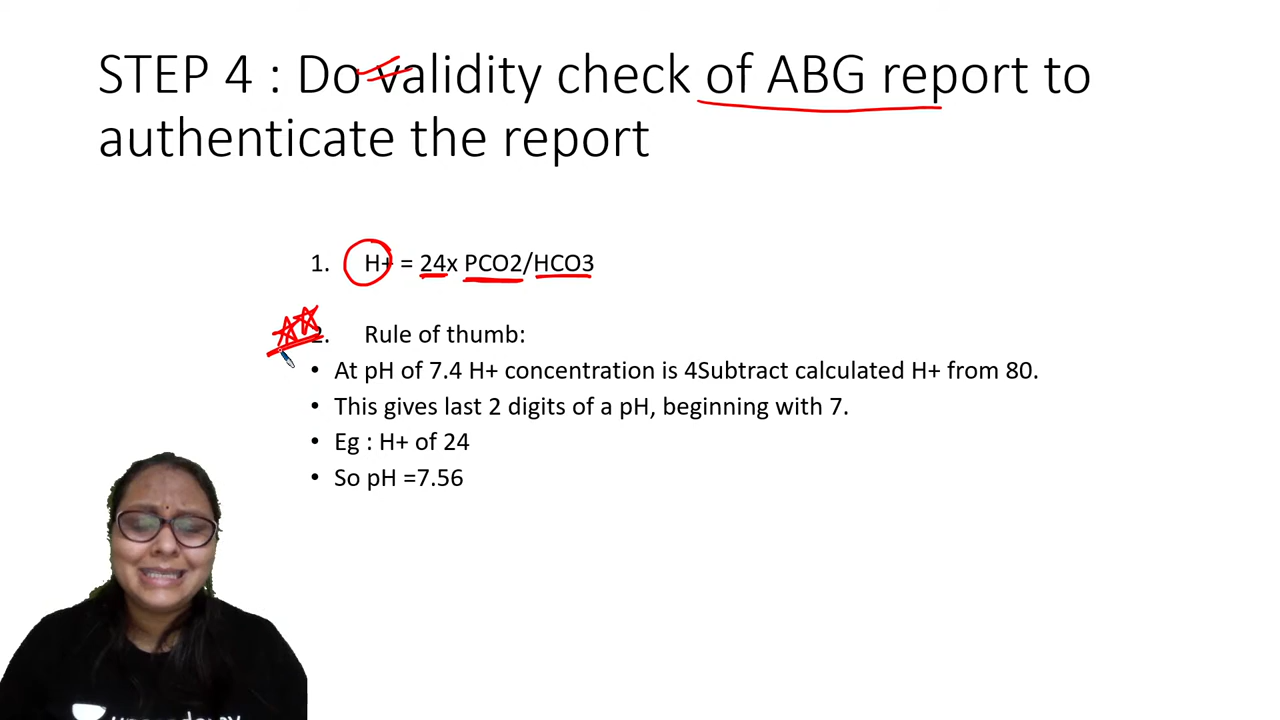 STEP 4 : Do validity check of ABG report to
authenticate the report
1. H+ = 24x PCO2/HCO3
2. Rule of thumb:
• At pH of 7.4 H+ concentration is 4Subtract calculated H+ from 80.
• This gives last 2 digits of a pH, beginning with 7.
• Eg : H+ of 24
• So pH =7.56